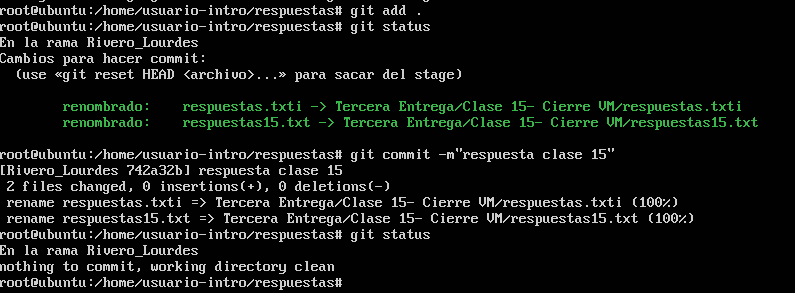 root@ubuntu:/home/usuario-intro/respuestas# git add .
root@ubuntu:/home/usuario-intro/respuestas# git status
En la rama Rivero_Lourdes
Cambios para hacer commit:
(use «git reset HEAD <archivo>...» para sacar del stage)
renombrado: respuestas.txti -> Tercera Entrega/Clase 15- Cierre VM/respuestas.txti
renombrado: respuestas15.txt -> Tercera Entrega/Clase 15- Cierre VM/respuestas15.txt
root@ubuntu:/home/usuario-intro/respuestas# git commit -m"respuesta clase 15"
[Rivero_Lourdes 742a32b] respuesta clase 15
2 files changed, 0 insertions(+), 0 deletions(-)
rename respuestas.txti => Tercera Entrega/Clase 15- Cierre VM/respuestas.txti (100%)
rename respuestas15.txt => Tercera Entrega/Clase 15- Cierre VM/respuestas15.txt (100%)
root@ubuntu:/home/usuario-intro/respuestas# git status
En la rama Rivero_Lourdes
nothing to commit, working directory clean
root@ubuntu:/home/usuario-intro/respuestas#